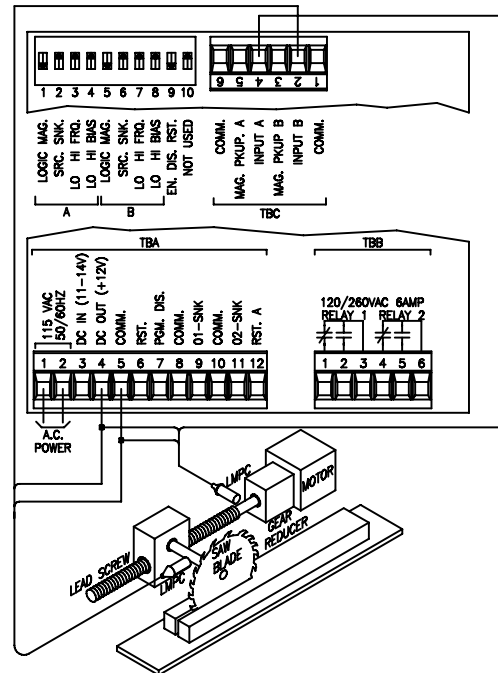 1 2 3 4 5 6 7 8 9 10
6 5 4 3 2 1
LOGIC MAG.
SRC. SNK.
LO HI FRQ.
LO HI BIAS
LOGIC MAG.
SRC. SNK.
LO HI FRQ.
LO HI BIAS
EN. DIS. RST.
NOT USED
A
B
COMM.
MAG. PKUP. A
INPUT A
MAG. PKUP B
INPUT B
COMM.
TBC
TBA
115 VAC
50/60HZ
DC IN (11-14V)
DC OUT (+12V)
COMM.
RST.
PGM. DIS.
COMM.
O1-SNK
COMM.
O2-SNK
RST. A
1 2 3 4 5 6 7 8 9 10 11 12
A.C.
POWER
TBB
120/260VAC 6AMP
RELAY 1 RELAY 2
1 2 3 4 5 6
LMPC
MOTOR
GEAR
REDUCER
SAW
BLADE
LEAD SCREW
LMPC